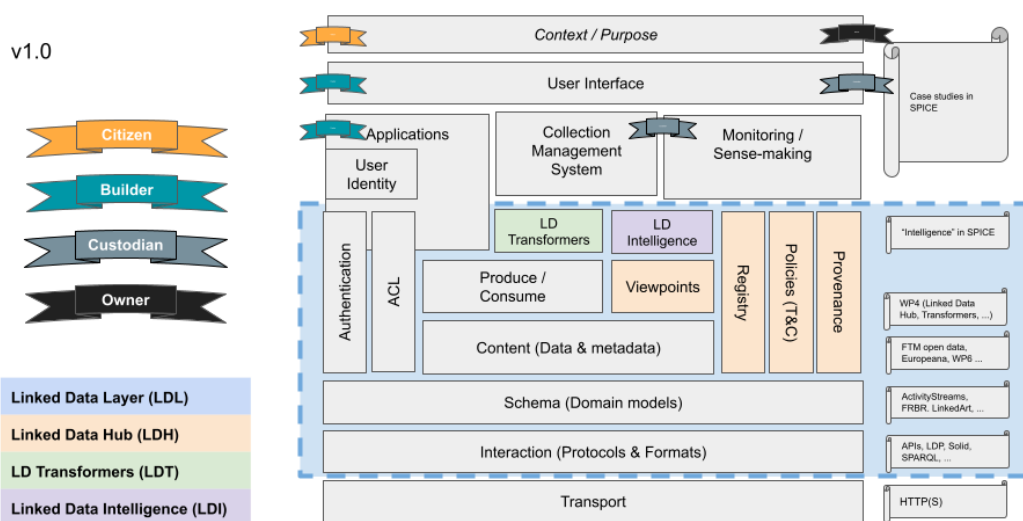 v1.0
Citizen
Builder
Custodian
Owner
Linked Data Layer (LDL)
Linked Data Hub (LDH)
LD Transformers (LDT)
Linked Data Intelligence (LDI)
Context / Purpose
User Interface
Applications
User
Identity
Collection
Management
System
Monitoring /
Sense-making
Authentication
ACL
LD
Transformers
LD
Intelligence
Produce /
Consume
Viewpoints
Registry
Policies (T&C)
Provenance
Content (Data & metadata)
Schema (Domain models)
Interaction (Protocols & Formats)
Transport
Case studies in
SPICE
"Intelligence" in SPICE
WP4 (Linked Data
Hub, Transformers, ...)
FTM open data,
Europeana, WP6 ...
ActivityStreams,
FRBR, LinkedArt, ...
APIs, LDP, Solid,
SPARQL, ...
HTTP(S)